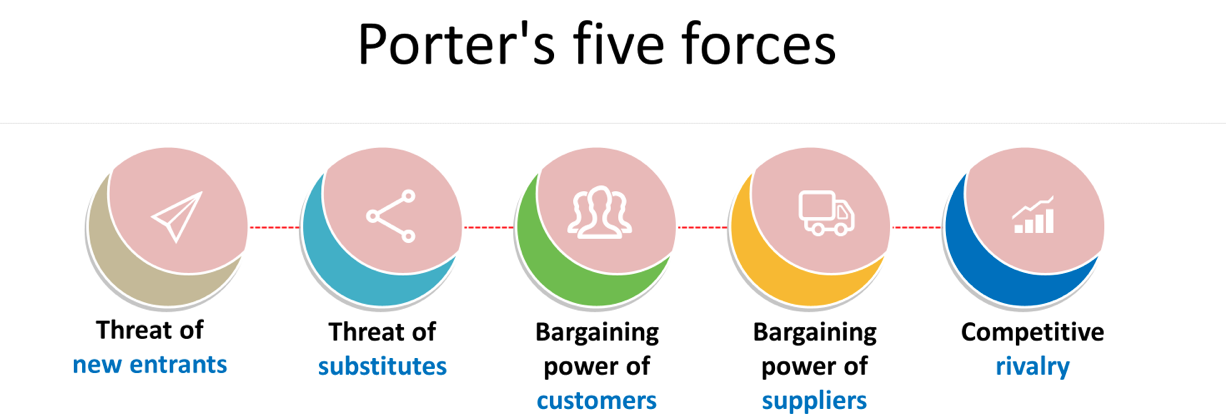 Porter's five forces
Threat of
new entrants
Threat of
substitutes
Bargaining
power of
customers
Bargaining
power of
suppliers
Competitive
rivalry